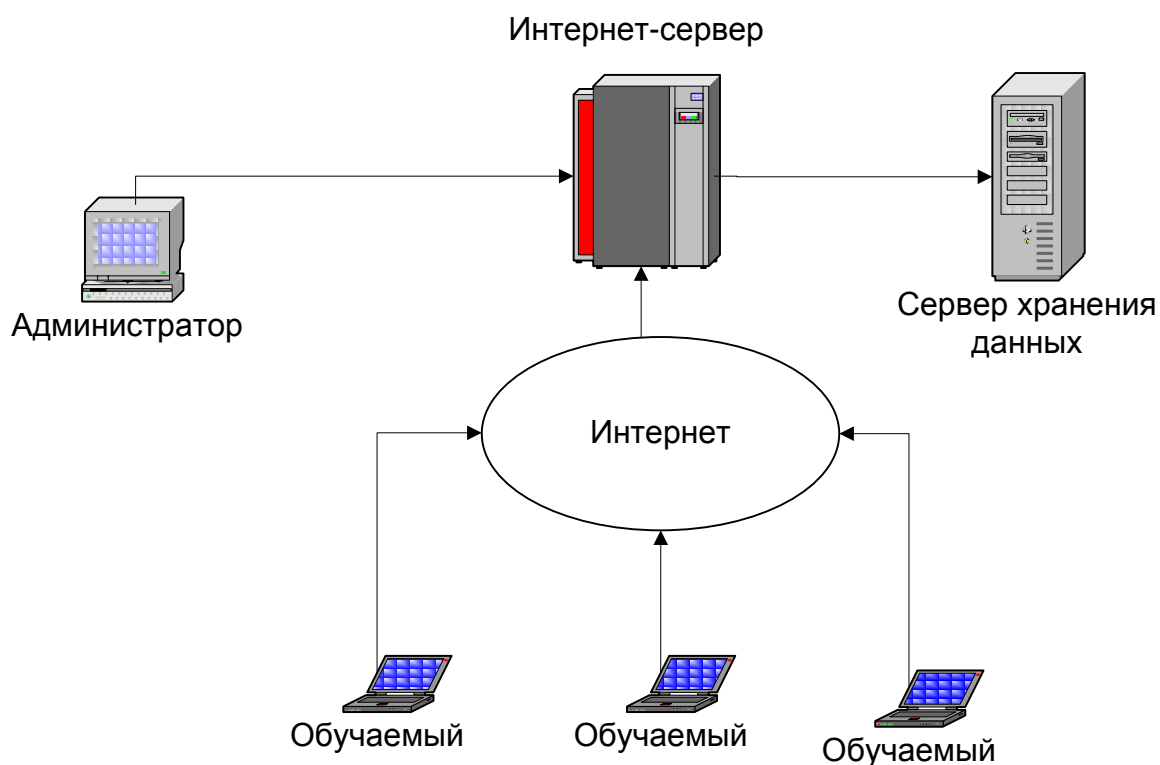 Интернет-сервер
Администратор
Сервер хранения
данных
Интернет
Обучаемый
Обучаемый
Обучаемый